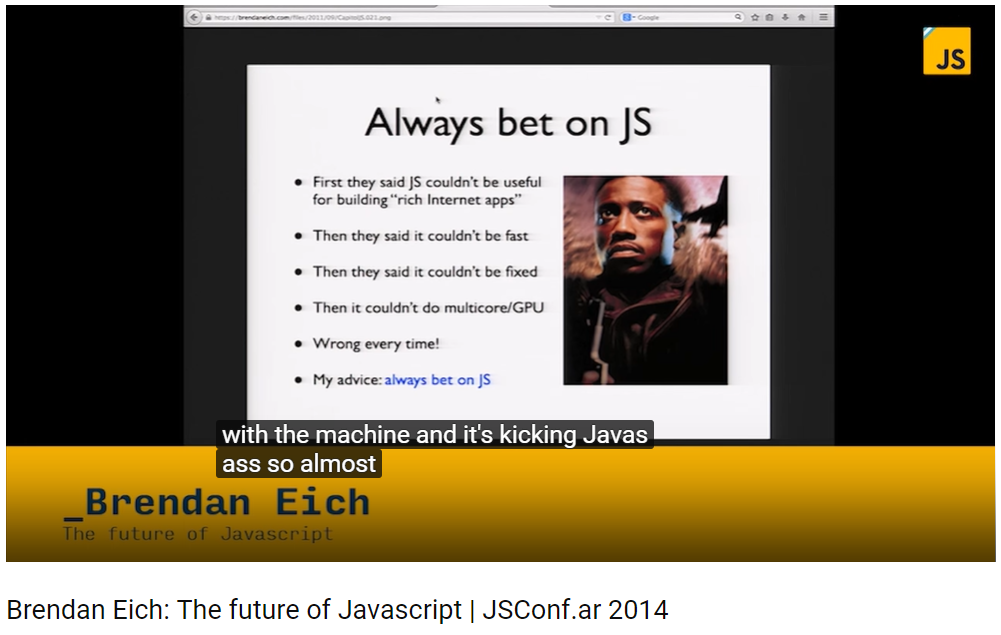 https://brendaneich.com/files/2011/09/CapitolJS.021.png
Google
JS
Always bet on JS
• First they said JS couldn't be useful
for building "rich Internet apps"
• Then they said it couldn't be fast
• Then they said it couldn't be fixed
• Then it couldn't do multicore/GPU
• Wrong every time!
• My advice: always bet on JS
with the machine and it's kicking Javas
ass so almost
_Brendan Eich
The future of Javascript
Brendan Eich: The future of Javascript | JSConf.ar 2014